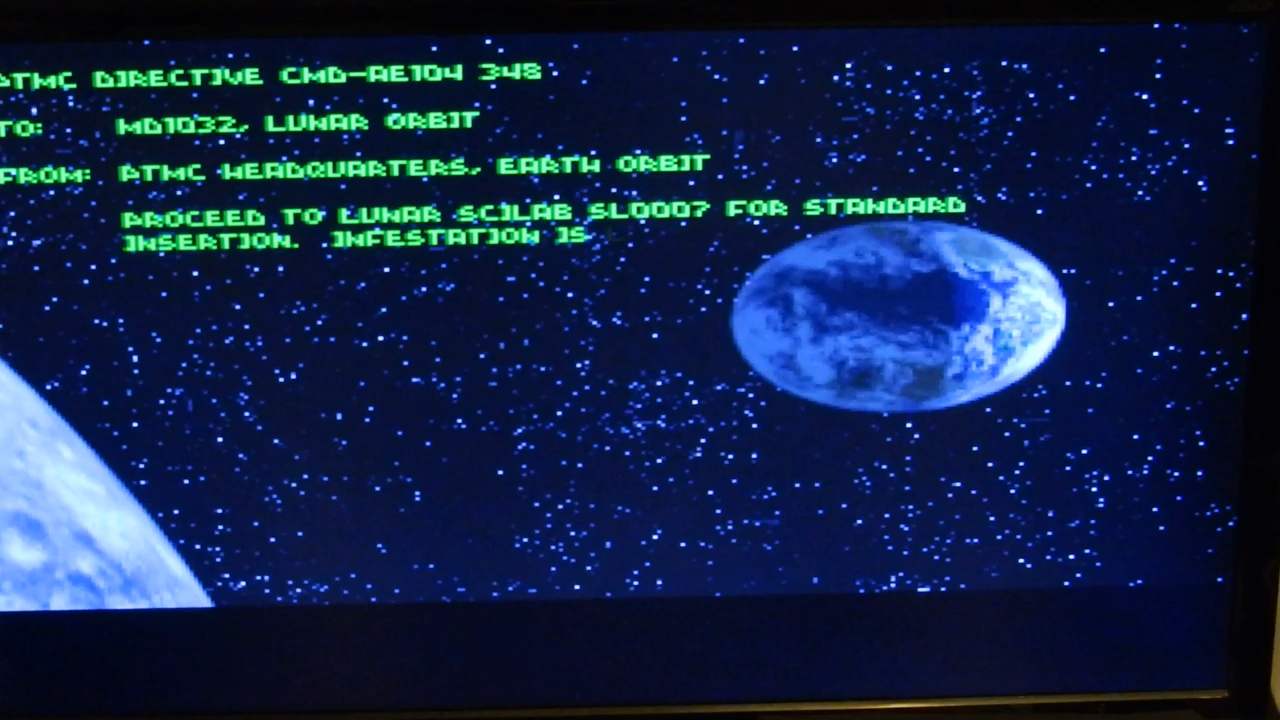 ATMC DIRECTIVE CMD-AE104 348
TO: MD1032, LUNAR ORBIT
FROM: ATMC HEADQUARTERS, EARTH ORBIT
PROCEED TO LUNAR SCILAB SL0007 FOR STANDARD
INSERTION. INFESTATION IS